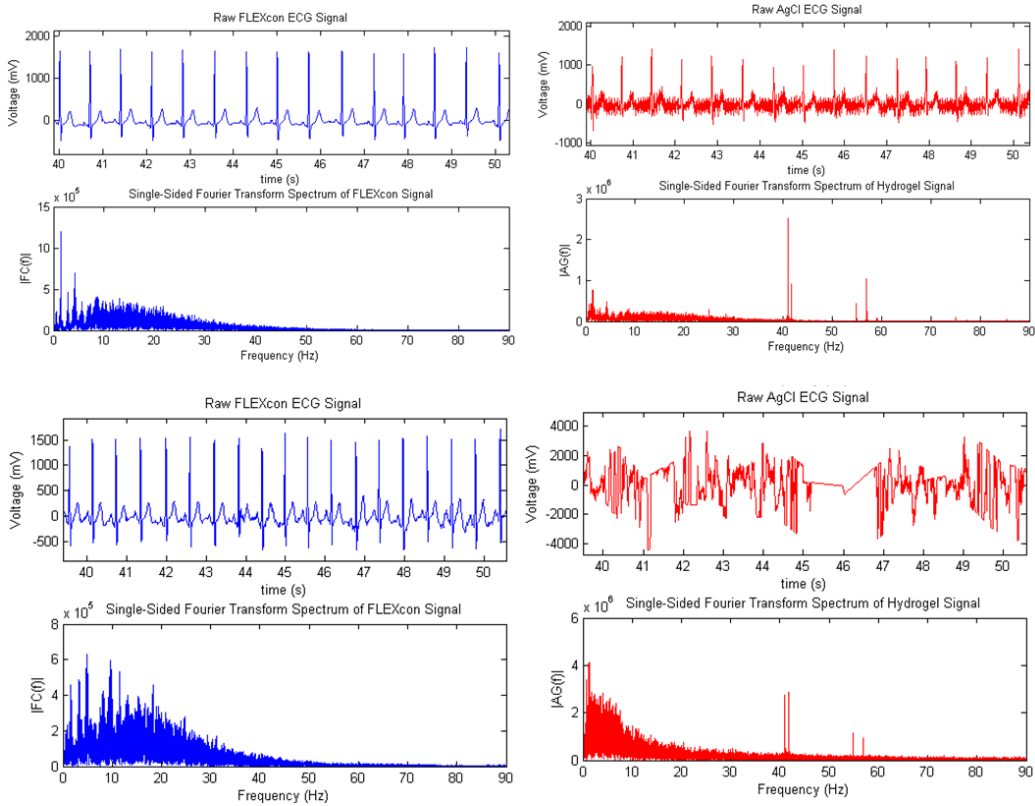 Raw FLEXcon ECG Signal
2000
1000
0
Voltage (mV)
40 41 42 43 44 45 46 47 48 49 50
time (s)
x 10^5
Single-Sided Fourier Transform Spectrum of FLEXcon Signal
15
10
5
0
|FC(f)|
0 10 20 30 40 50 60 70 80 90
Frequency (Hz)
Raw AgCl ECG Signal
2000
1000
0
-1000
Voltage (mV)
40 41 42 43 44 45 46 47 48 49 50
time (s)
x 10^6
Single-Sided Fourier Transform Spectrum of Hydrogel Signal
3
2
1
0
|AG(f)|
0 10 20 30 40 50 60 70 80 90
Frequency (Hz)
Raw FLEXcon ECG Signal
1500
1000
500
0
-500
Voltage (mV)
40 41 42 43 44 45 46 47 48 49 50
time (s)
x 10^5
Single-Sided Fourier Transform Spectrum of FLEXcon Signal
8
6
4
2
0
|FC(f)|
0 10 20 30 40 50 60 70 80 90
Frequency (Hz)
Raw AgCl ECG Signal
4000
2000
0
-2000
-4000
Voltage (mV)
40 41 42 43 44 45 46 47 48 49 50
time (s)
x 10^6
Single-Sided Fourier Transform Spectrum of Hydrogel Signal
6
4
2
0
|AG(f)|
0 10 20 30 40 50 60 70 80 90
Frequency (Hz)